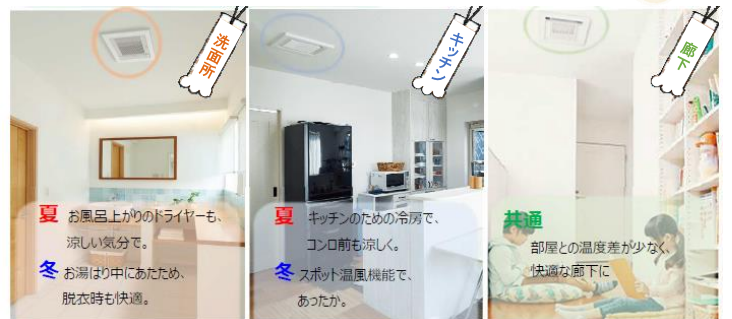 洗面所
夏 お風呂上がりのドライヤーも、
涼しい気分で。
冬 お湯はり中にあたため、
脱衣時も快適。
キッチン
夏 キッチンのための冷房で、
コンロ前も涼しく。
冬 スポット温風機能で、
あったか。
廊下
共通
部屋との温度差が少なく、
快適な廊下に